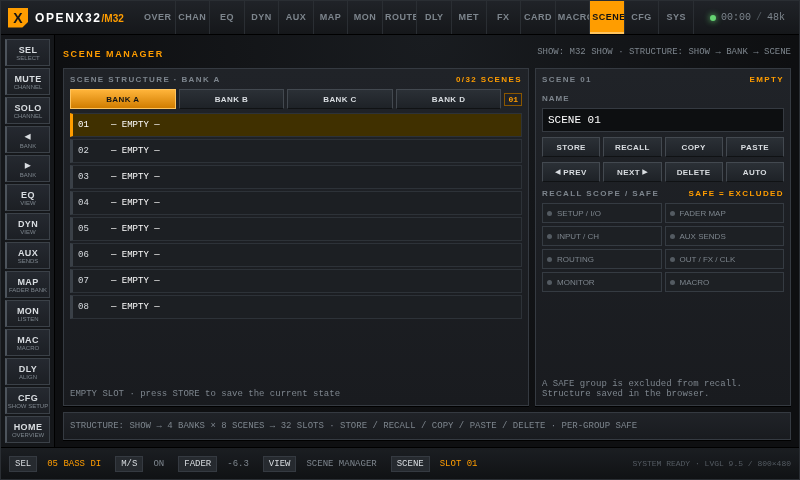 X OPENX32/M32 OVER CHAN EQ DYN AUX MAP MON ROUTE DLY MET FX CARD MACRO SCENE CFG SYS 00:00 / 48k
SEL
SELECT
MUTE
CHANNEL
SOLO
CHANNEL
◀
BANK
▶
BANK
EQ
VIEW
DYN
VIEW
AUX
SENDS
MAP
FADER BANK
MON
LISTEN
MAC
MACRO
DLY
ALIGN
CFG
SHOW SETUP
HOME
OVERVIEW
SCENE MANAGER
SHOW: M32 SHOW · STRUCTURE: SHOW → BANK → SCENE
SCENE STRUCTURE · BANK A 0/32 SCENES
BANK A BANK B BANK C BANK D 01
01 — EMPTY —
02 — EMPTY —
03 — EMPTY —
04 — EMPTY —
05 — EMPTY —
06 — EMPTY —
07 — EMPTY —
08 — EMPTY —
EMPTY SLOT · press STORE to save the current state
SCENE 01 EMPTY
NAME
SCENE 01
STORE RECALL COPY PASTE
◀ PREV NEXT ▶ DELETE AUTO
RECALL SCOPE / SAFE SAFE = EXCLUDED
SETUP / I/O FADER MAP
INPUT / CH AUX SENDS
ROUTING OUT / FX / CLK
MONITOR MACRO
A SAFE group is excluded from recall.
Structure saved in the browser.
STRUCTURE: SHOW → 4 BANKS × 8 SCENES → 32 SLOTS · STORE / RECALL / COPY / PASTE / DELETE · PER-GROUP SAFE
SEL 05 BASS DI M/S ON FADER -6.3 VIEW SCENE MANAGER SCENE SLOT 01 SYSTEM READY · LVGL 9.5 / 800×480